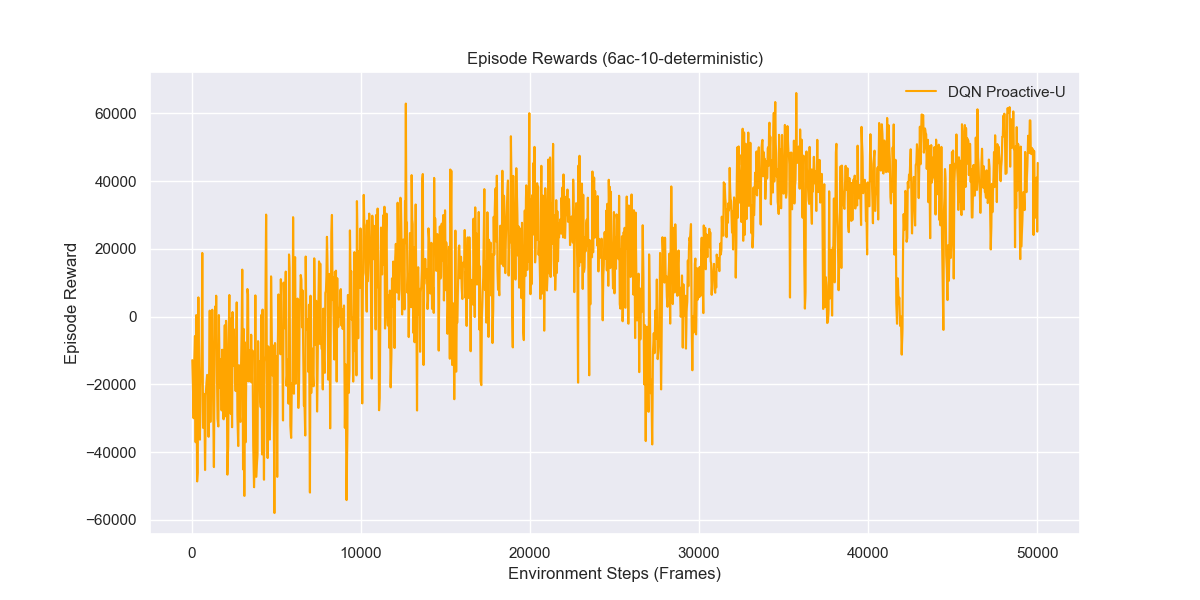 Episode Rewards (6ac-10-deterministic)
DQN Proactive-U
60000
40000
20000
0
−20000
−40000
−60000
Episode Reward
0 10000 20000 30000 40000 50000
Environment Steps (Frames)